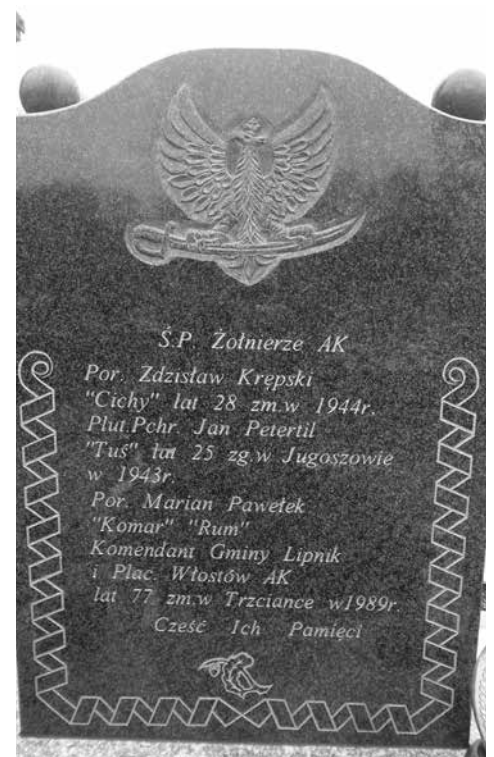 Ś.P. Żołnierze AK
Por. Zdzisław Krępski
"Cichy" lat 28 zm.w 1944r.
Plut.Pchr. Jan Petertil
"Tuś" lat 25 zg.w Jugoszowie
w 1943r.
Por. Marian Pawełek
"Komar" "Rum"
Komendant Gminy Lipnik
i Plac. Włostów AK
lat 77 zm.w Trzciance w1989r.
Cześć Ich Pamięci